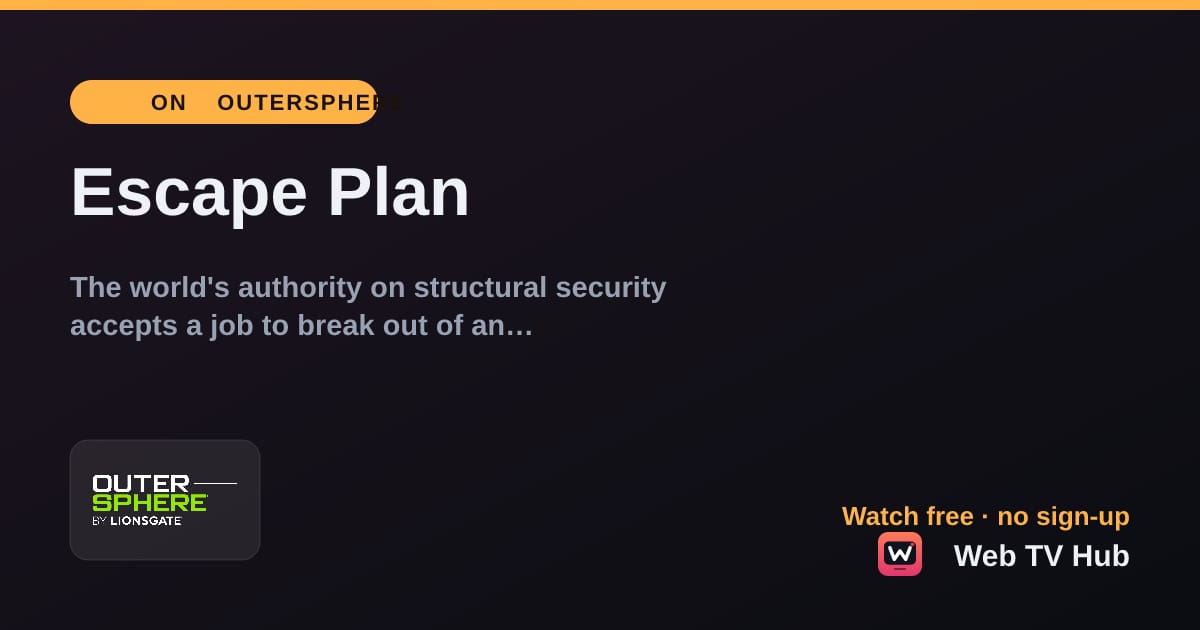 ON OUTERSPHERE
Escape Plan
The world's authority on structural security
accepts a job to break out of an…
OUTER
SPHERE
BY LIONSGATE
Watch free · no sign-up
W
Web TV Hub